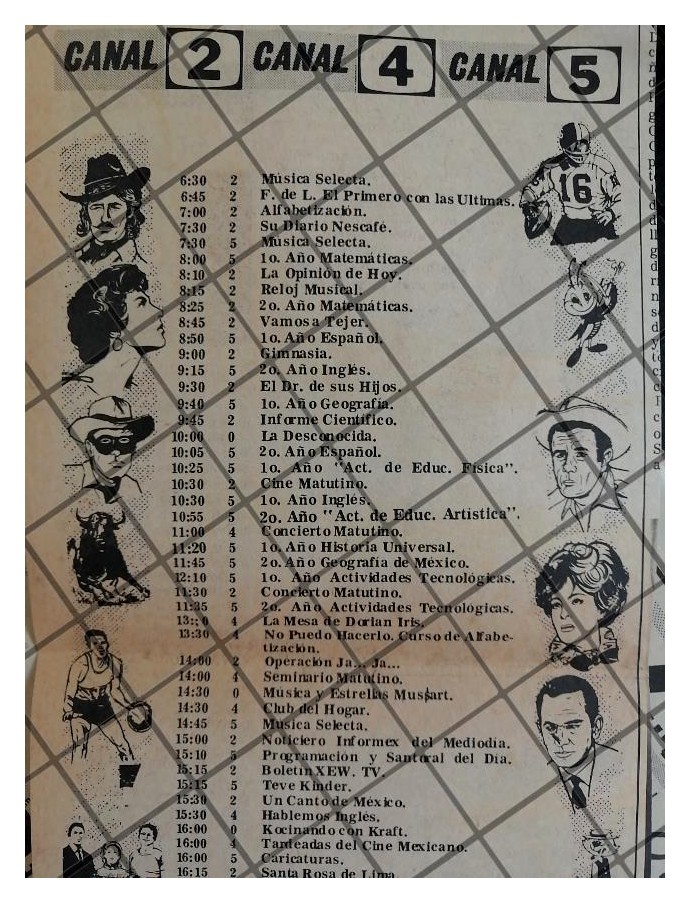 CANAL 2 CANAL 4 CANAL 5
6:30 2 Musica Selecta.
6:45 2 F. de L. El Primero con las Ultimas.
7:00 2 Alfabetización.
7:30 2 Su Diario Nescafé.
7:30 5 Musica Selecta.
8:00 5 1o. Año Matemáticas.
8:10 2 La Opinión de Hoy.
8:15 2 Reloj Musical.
8:25 2 2o. Año Matemáticas.
8:45 2 Vamos a Tejer.
8:50 5 1o. Año Español.
9:00 2 Gimnasia.
9:15 5 2o. Año Inglés.
9:30 2 El Dr. de sus Hijos.
9:40 5 1o. Año Geografía.
9:45 2 Informe Científico.
10:00 0 La Desconocida.
10:05 5 2o. Año Español.
10:25 5 1o. Año "Act. de Educ. Física".
10:30 2 Cine Matutino.
10:30 5 1o. Año Inglés.
10:55 5 2o. Año "Act. de Educ. Artística".
11:00 4 Concierto Matutino.
11:20 5 1o. Año Historia Universal.
11:45 5 2o. Año Geografía de México.
12:10 5 1o. Año Actividades Tecnológicas.
11:30 2 Concierto Matutino.
11:35 5 2o. Año Actividades Tecnológicas.
4 La Mesa de Dorian Iris.
13:30 4 No Puedo Hacerlo. Curso de Alfabe-
tización.
14:00 2 Operación Ja... Ja...
14:00 4 Seminario Matutino.
14:30 0 Música y Estrellas Musart.
14:30 4 Club del Hogar.
14:45 5 Musica Selecta.
15:00 2 Noticiero Informex del Mediodía.
15:10 5 Programación y Santoral del Día.
15:15 2 Boletín XEW. TV.
15:15 5 Teve Kinder.
15:30 2 Un Canto de México.
15:30 4 Hablemos Inglés.
16:00 0 Kocinando con Kraft.
16:00 4 Tandeadas del Cine Mexicano.
16:00 5 Caricaturas.
16:15 2 Santa Rosa de Lima
16